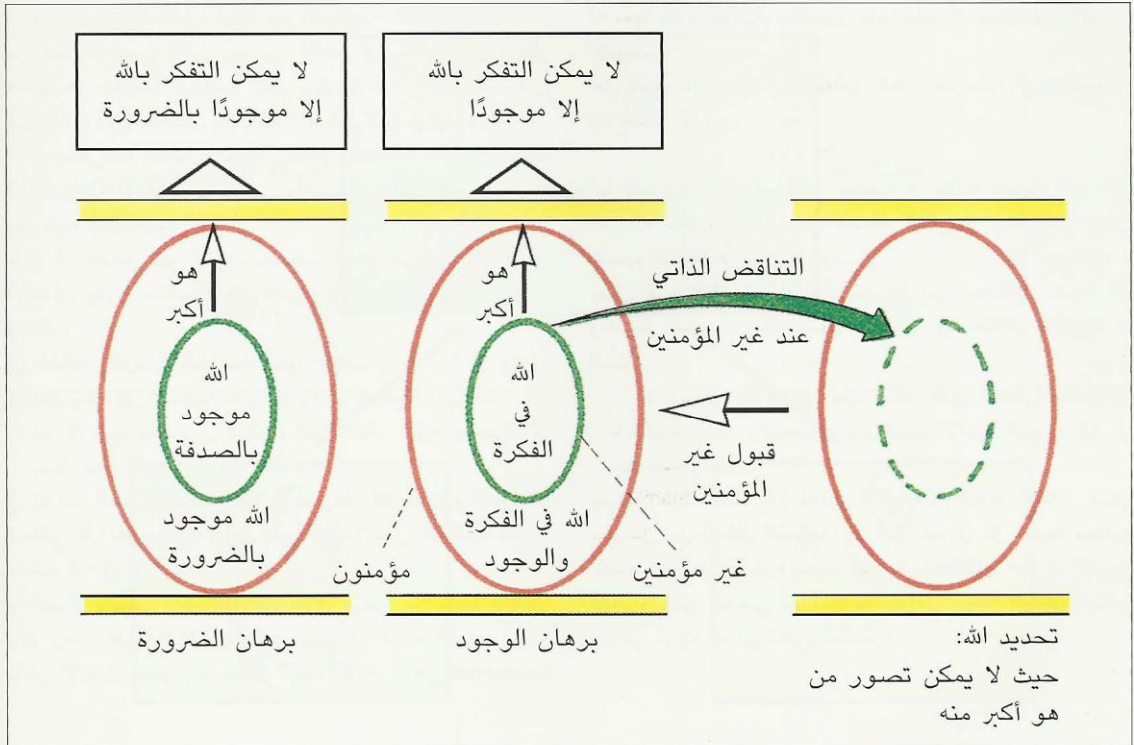 لا يمكن التفكر بالله
إلا موجودًا
لا يمكن التفكر بالله
إلا موجودًا بالضرورة
تحديد الله:
حيث لا يمكن تصور من
هو أكبر منه
التناقض الذاتي
عند غير المؤمنين
قبول غير
المؤمنين
هو
أكبر
الله
في
الفكرة
الله في الفكرة
والوجود
غير مؤمنين
مؤمنون
برهان الوجود
هو
أكبر
الله
موجود
بالصدفة
الله موجود
بالضرورة
برهان الضرورة